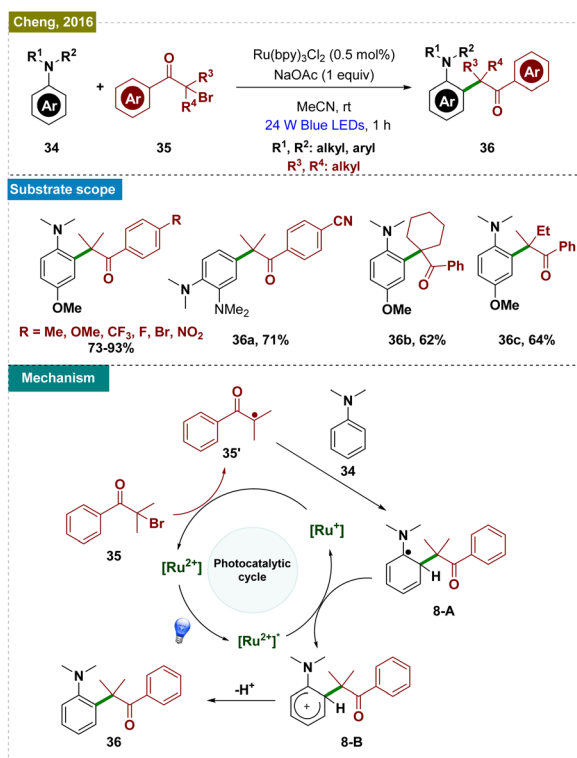 Cheng, 2016
R¹ N R²
Ar
34
+
Ar
O
R³
Br
R⁴
35
Ru(bpy)₃Cl₂ (0.5 mol%)
NaOAc (1 equiv)
MeCN, rt
24 W Blue LEDs, 1 h
R¹, R²: alkyl, aryl
R³, R⁴: alkyl
R¹ N R²
R³ R⁴
Ar
Ar
O
36
Substrate scope
N
R
O
OMe
R = Me, OMe, CF₃, F, Br, NO₂
73-93%
CN
N
O
NMe₂
36a, 71%
N
Ph
O
OMe
36b, 62%
N
Et
Ph
O
OMe
36c, 64%
Mechanism
O
35'
N
34
O
Br
35
[Ru⁺]
[Ru²⁺]
Photocatalytic
cycle
[Ru²⁺]*
N
H
O
8-A
N
O
36
-H⁺
N
H
O
+
8-B